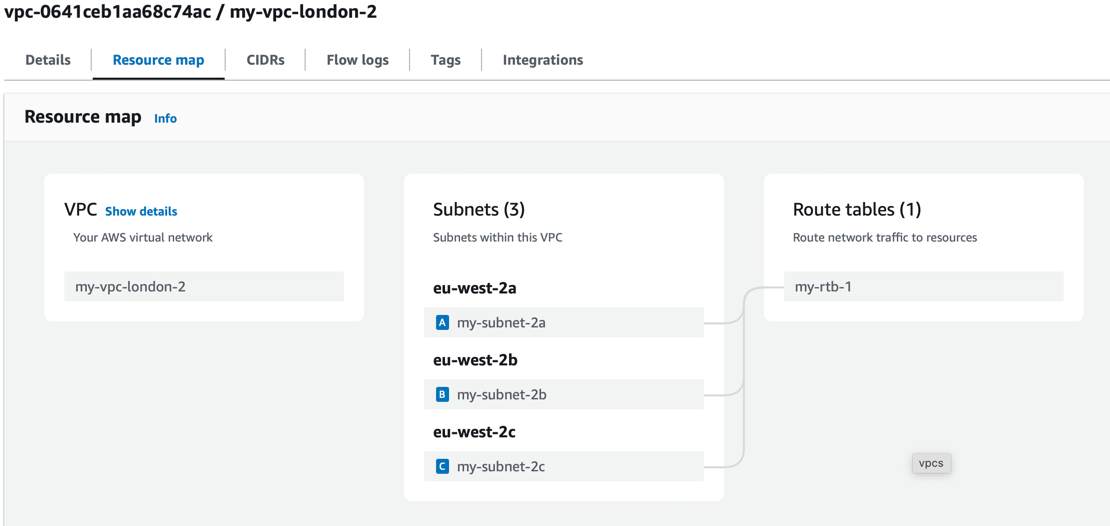 vpc-0641ceb1aa68c74ac / my-vpc-london-2
Details Resource map CIDRs Flow logs Tags Integrations
Resource map Info
VPC Show details
Your AWS virtual network
my-vpc-london-2
Subnets (3)
Subnets within this VPC
eu-west-2a
A my-subnet-2a
eu-west-2b
B my-subnet-2b
eu-west-2c
C my-subnet-2c
Route tables (1)
Route network traffic to resources
my-rtb-1
vpcs